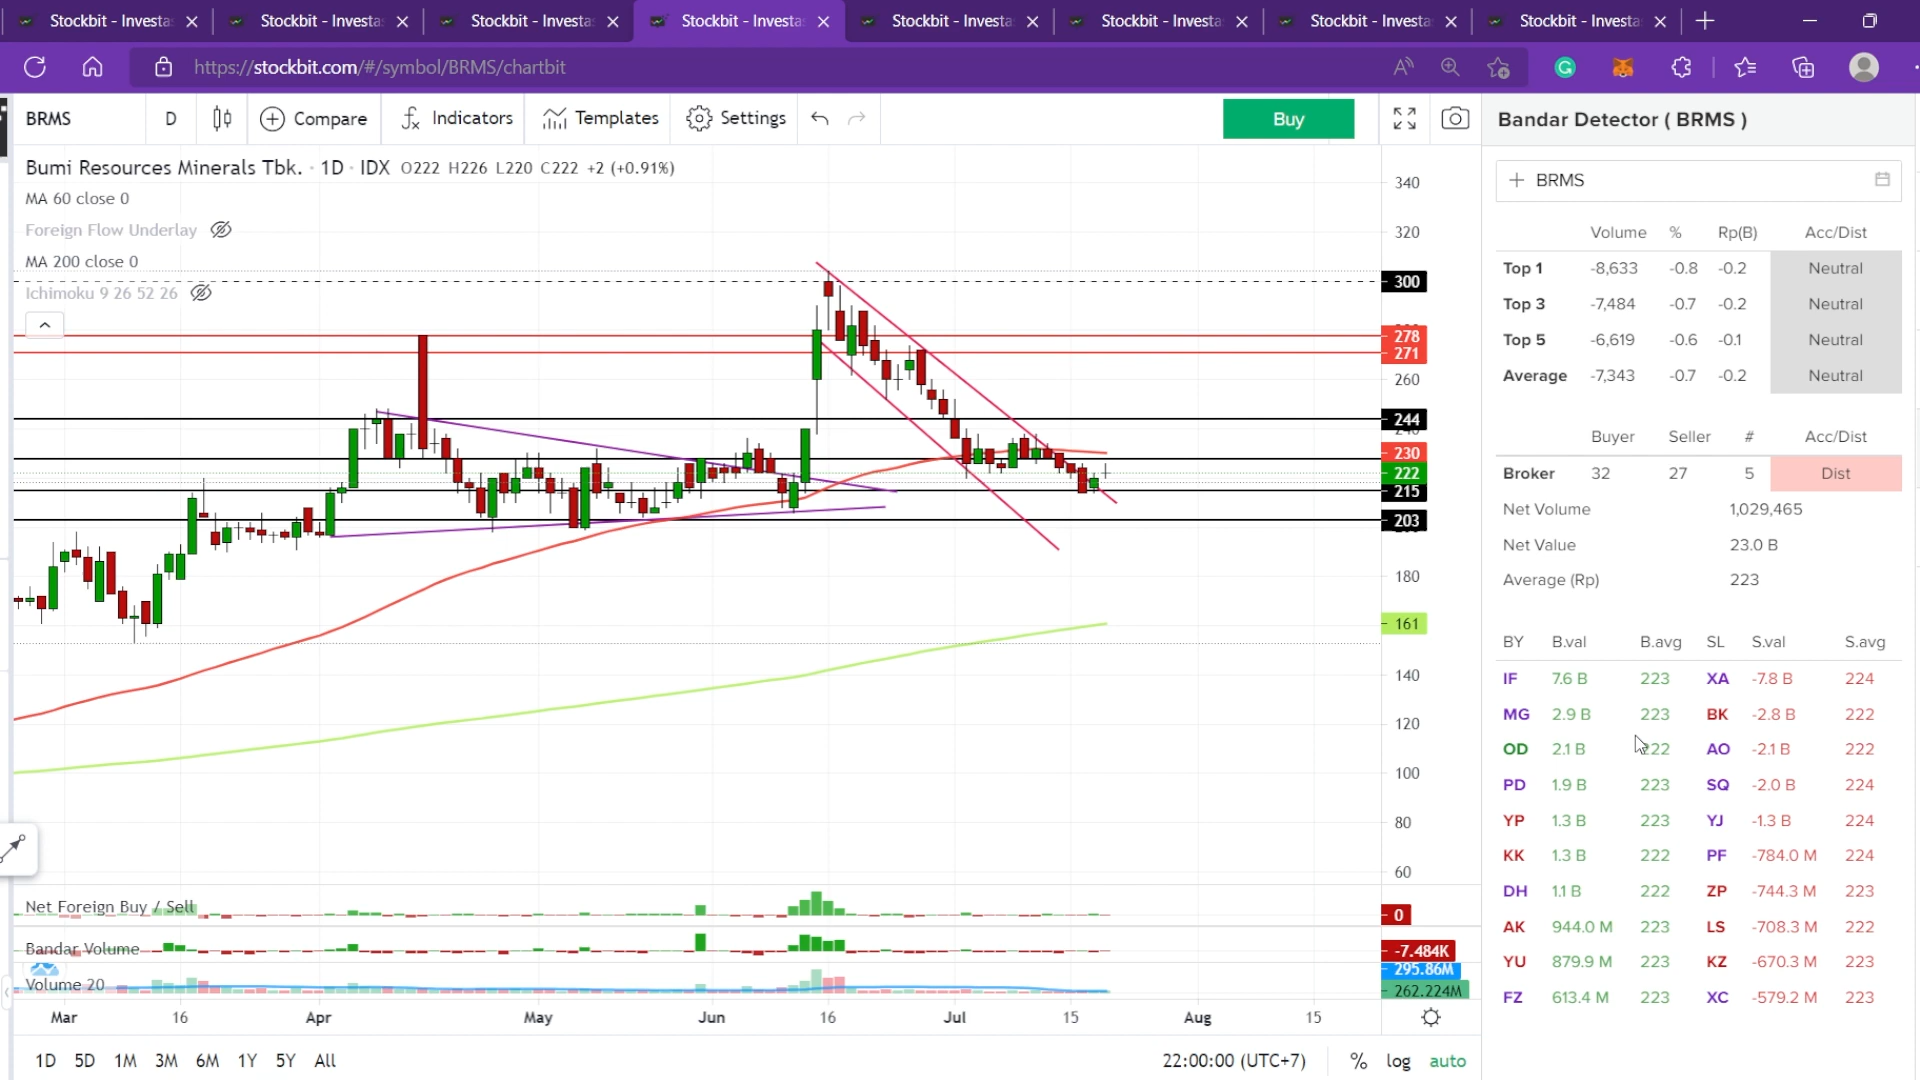 Stockbit - Investa
Stockbit - Investa
Stockbit - Investa
Stockbit - Investa
Stockbit - Investa
Stockbit - Investa
Stockbit - Investa
Stockbit - Investa
https://stockbit.com/#/symbol/BRMS/chartbit
BRMS D Compare Indicators Templates Settings Buy
Bumi Resources Minerals Tbk. · 1D · IDX O222 H226 L220 C222 +2 (+0.91%)
MA 60 close 0
Foreign Flow Underlay
MA 200 close 0
Ichimoku 9 26 52 26
340
320
300
278
271
260
244
230
222
215
203
180
161
140
120
100
80
60
Net Foreign Buy / Sell
0
Bandar Volume
-7.484K
295.86M
Volume 20
262.224M
Mar 16 Apr May Jun 16 Jul 15 Aug 15
1D 5D 1M 3M 6M 1Y 5Y All
22:00:00 (UTC+7) % log auto
Bandar Detector ( BRMS )
+ BRMS
Volume % Rp(B) Acc/Dist
Top 1 -8,633 -0.8 -0.2 Neutral
Top 3 -7,484 -0.7 -0.2 Neutral
Top 5 -6,619 -0.6 -0.1 Neutral
Average -7,343 -0.7 -0.2 Neutral
Buyer Seller # Acc/Dist
Broker 32 27 5 Dist
Net Volume 1,029,465
Net Value 23.0 B
Average (Rp) 223
BY B.val B.avg SL S.val S.avg
IF 7.6 B 223 XA -7.8 B 224
MG 2.9 B 223 BK -2.8 B 222
OD 2.1 B 222 AO -2.1 B 222
PD 1.9 B 223 SQ -2.0 B 224
YP 1.3 B 223 YJ -1.3 B 224
KK 1.3 B 222 PF -784.0 M 224
DH 1.1 B 222 ZP -744.3 M 223
AK 944.0 M 223 LS -708.3 M 222
YU 879.9 M 223 KZ -670.3 M 223
FZ 613.4 M 223 XC -579.2 M 223